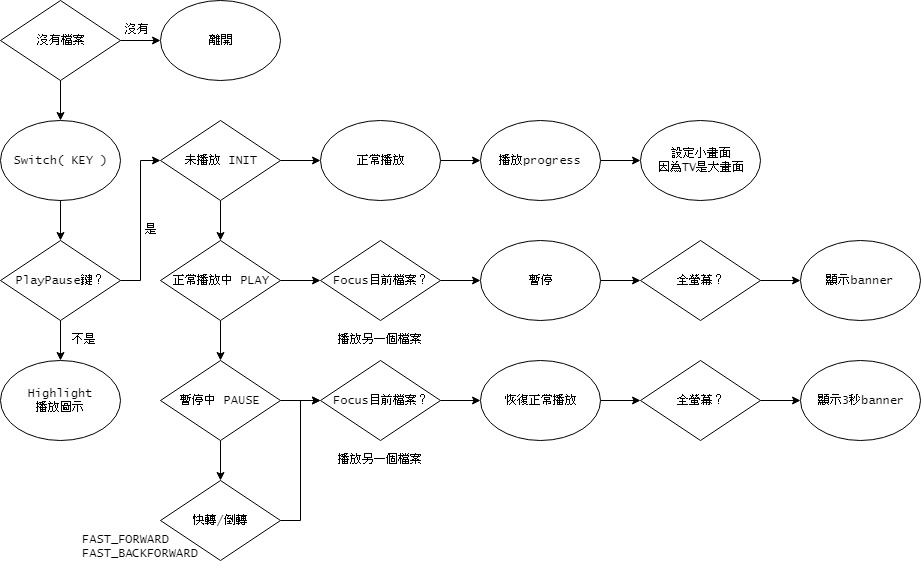 沒有檔案
沒有
離開
Switch( KEY )
未播放 INIT
正常播放
播放progress
設定小畫面
因為TV是大畫面
是
PlayPause鍵？
正常播放中 PLAY
Focus目前檔案？
暫停
全螢幕？
顯示banner
不是
播放另一個檔案
Highlight
播放圖示
暫停中 PAUSE
Focus目前檔案？
恢復正常播放
全螢幕？
顯示3秒banner
播放另一個檔案
快轉/倒轉
FAST_FORWARD
FAST_BACKFORWARD